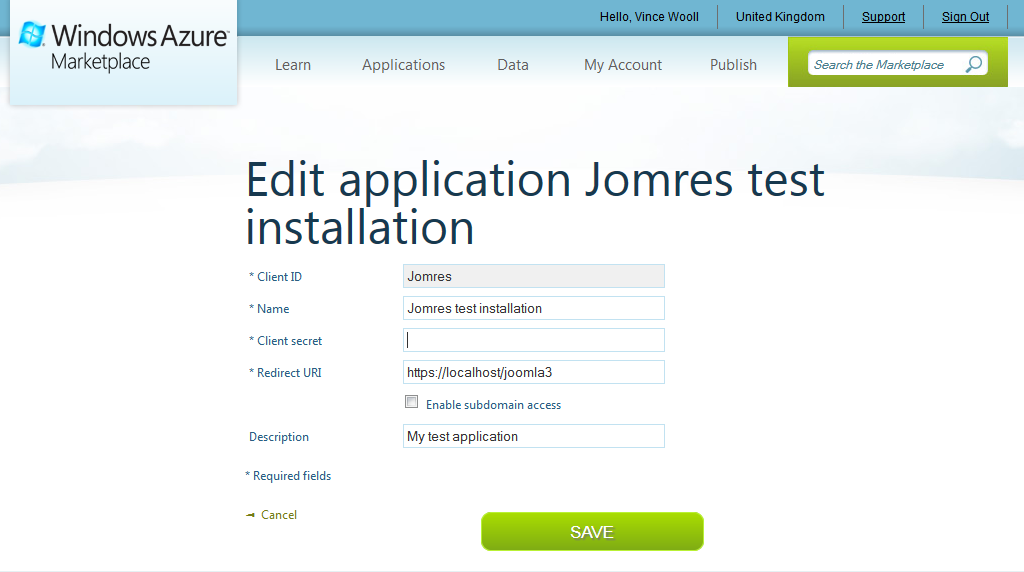 Hello, Vince Wooll United Kingdom Support Sign Out
Windows Azure™
Marketplace
Learn Applications Data My Account Publish Search the Marketplace
Edit application Jomres test
installation
* Client ID Jomres
* Name Jomres test installation
* Client secret
* Redirect URI https://localhost/joomla3
Enable subdomain access
Description My test application
* Required fields
Cancel
SAVE